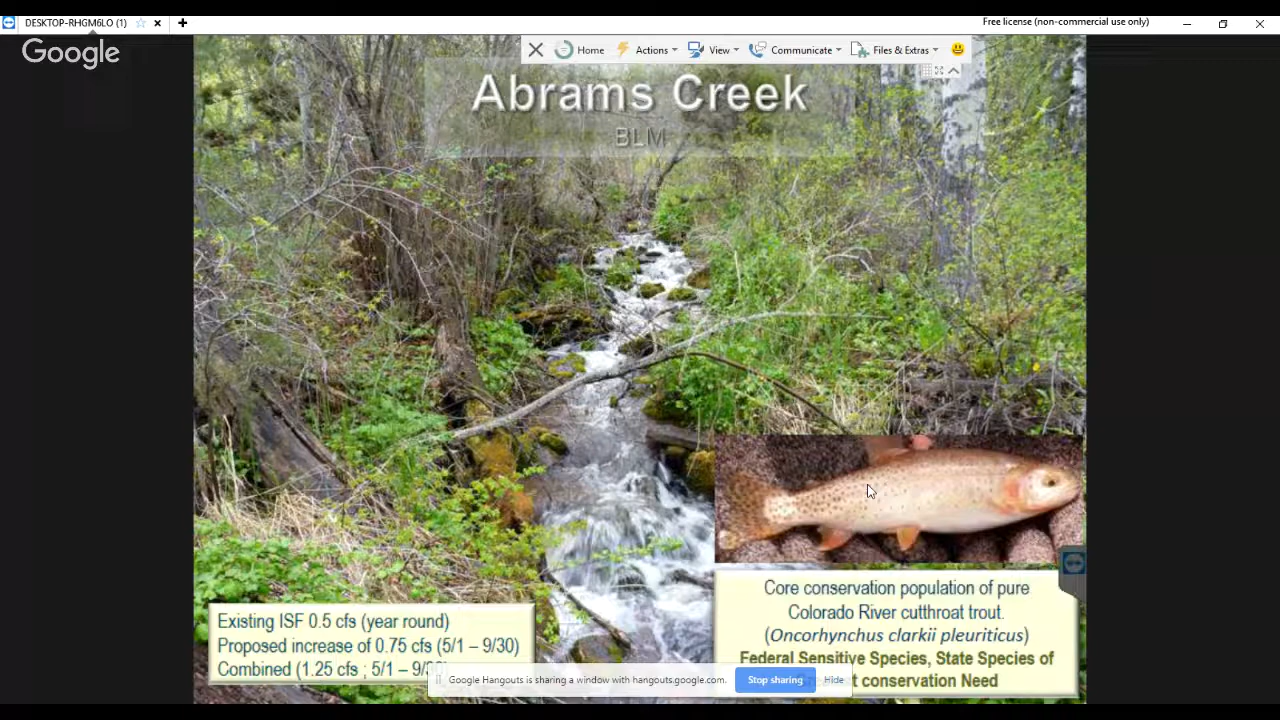 DESKTOP-RHGM6LO (1)
Free license (non-commercial use only)
Google
Home
Actions
View
Communicate
Files & Extras
Abrams Creek
BLM
Existing ISF 0.5 cfs (year round)
Proposed increase of 0.75 cfs (5/1 – 9/30)
Combined (1.25 cfs ; 5/1 – 9/30)
Core conservation population of pure
Colorado River cutthroat trout.
(Oncorhynchus clarkii pleuriticus)
Federal Sensitive Species, State Species of
conservation Need
Google Hangouts is sharing a window with hangouts.google.com.
Stop sharing
Hide